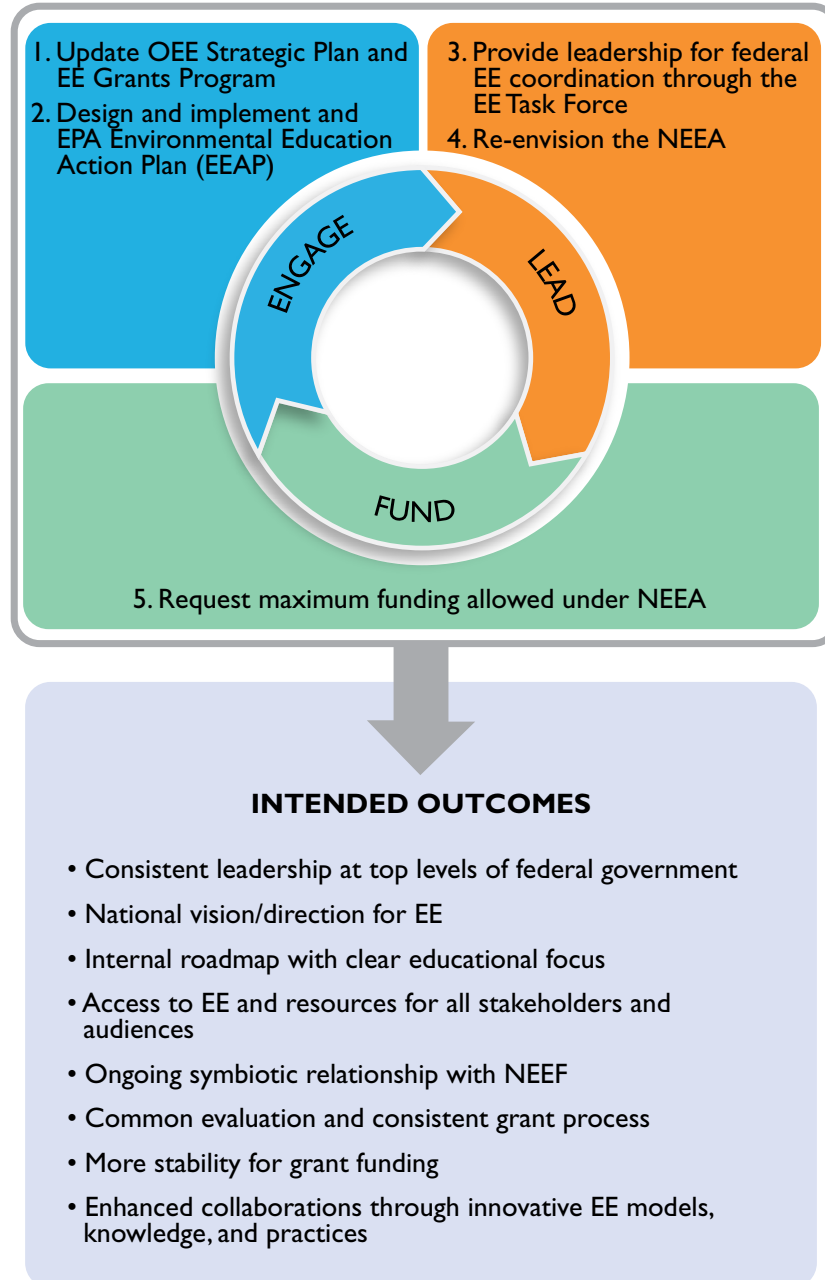 1. Update OEE Strategic Plan and
EE Grants Program
2. Design and implement and
EPA Environmental Education
Action Plan (EEAP)
3. Provide leadership for federal
EE coordination through the
EE Task Force
4. Re-envision the NEEA
ENGAGE
LEAD
FUND
5. Request maximum funding allowed under NEEA
INTENDED OUTCOMES
• Consistent leadership at top levels of federal government
• National vision/direction for EE
• Internal roadmap with clear educational focus
• Access to EE and resources for all stakeholders and
audiences
• Ongoing symbiotic relationship with NEEF
• Common evaluation and consistent grant process
• More stability for grant funding
• Enhanced collaborations through innovative EE models,
knowledge, and practices